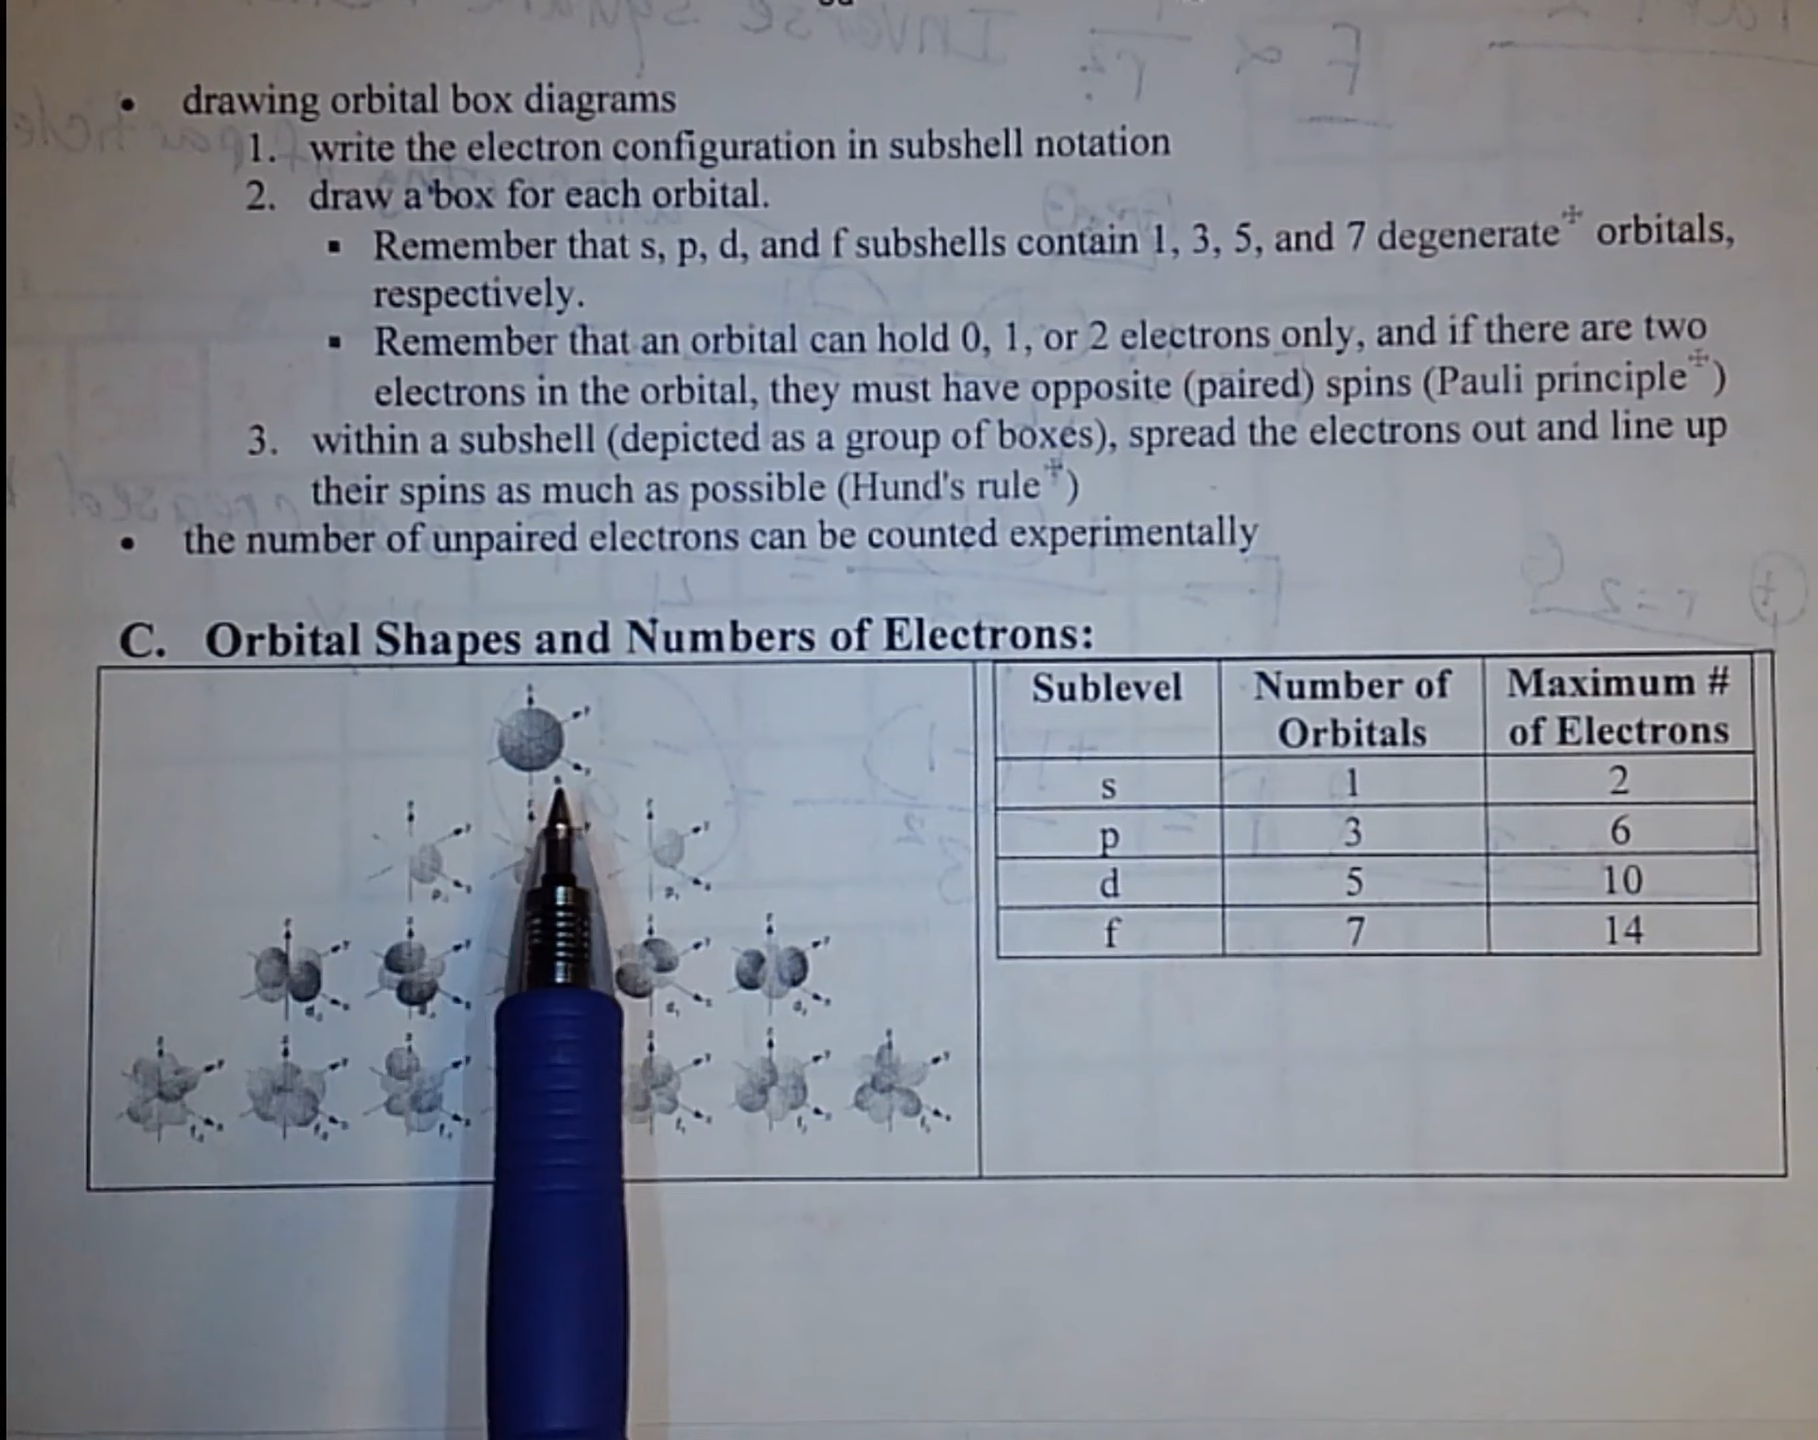 • drawing orbital box diagrams
1. write the electron configuration in subshell notation
2. draw a box for each orbital.
▪ Remember that s, p, d, and f subshells contain 1, 3, 5, and 7 degenerate⁺ orbitals,
respectively.
▪ Remember that an orbital can hold 0, 1, or 2 electrons only, and if there are two
electrons in the orbital, they must have opposite (paired) spins (Pauli principle⁺)
3. within a subshell (depicted as a group of boxes), spread the electrons out and line up
their spins as much as possible (Hund's rule⁺)
• the number of unpaired electrons can be counted experimentally
C. Orbital Shapes and Numbers of Electrons:
Sublevel Number of Orbitals Maximum # of Electrons
s 1 2
p 3 6
d 5 10
f 7 14